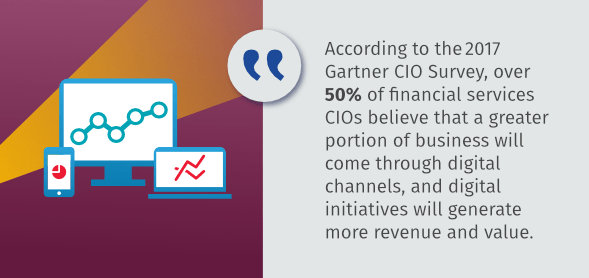 According to the 2017
Gartner CIO Survey, over
50% of financial services
CIOs believe that a greater
portion of business will
come through digital
channels, and digital
initiatives will generate
more revenue and value.